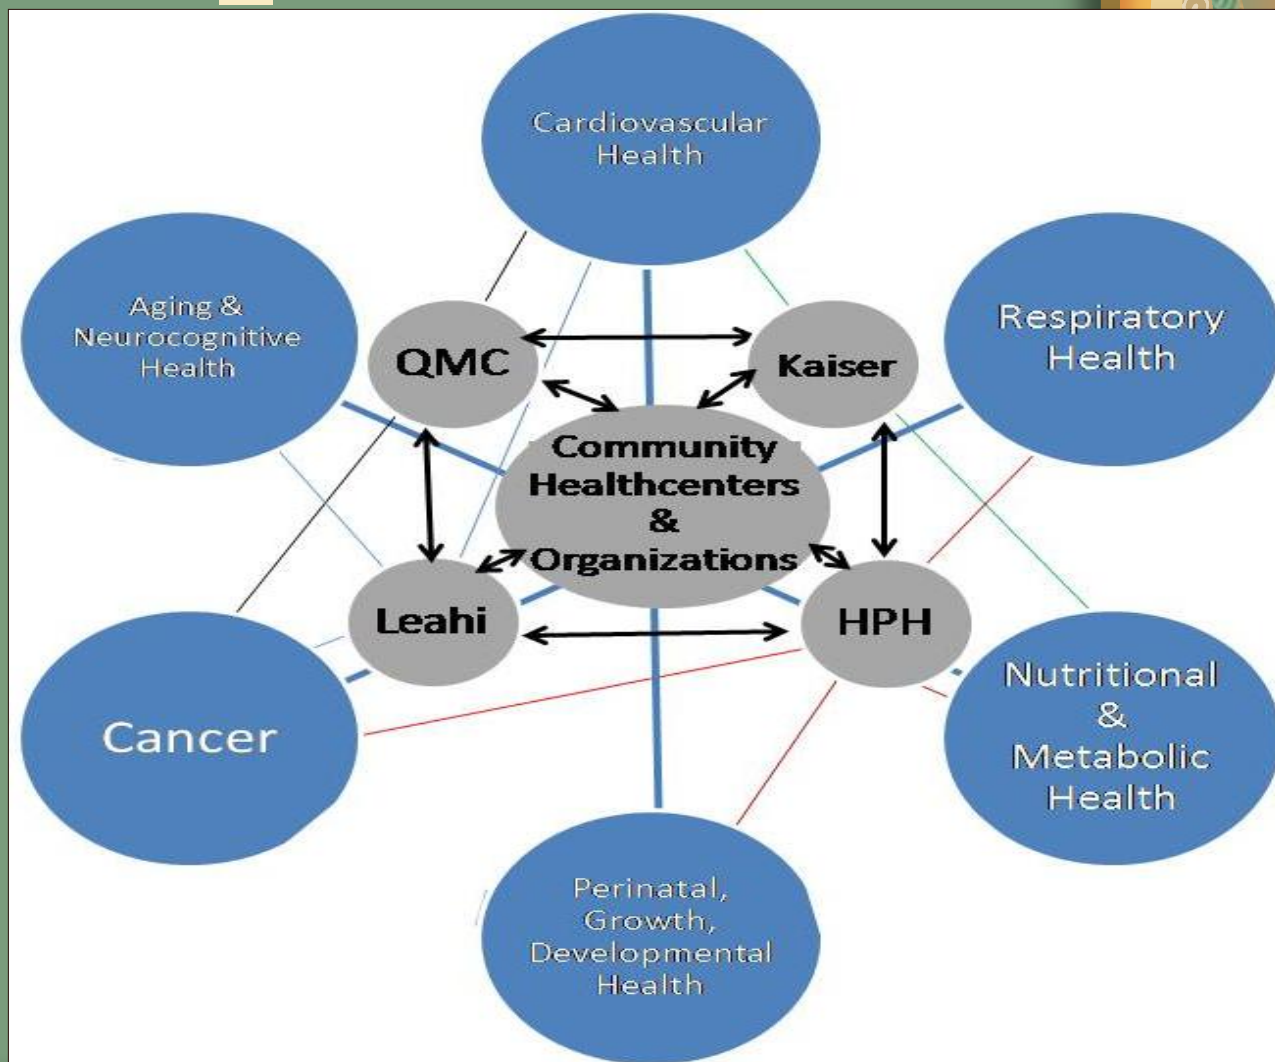 Cardiovascular
Health
Aging &
Neurocognitive
Health
QMC
Kaiser
Respiratory
Health
Community
Healthcenters
&
Organizations
Leahi
HPH
Cancer
Nutritional
&
Metabolic
Health
Perinatal,
Growth,
Developmental
Health